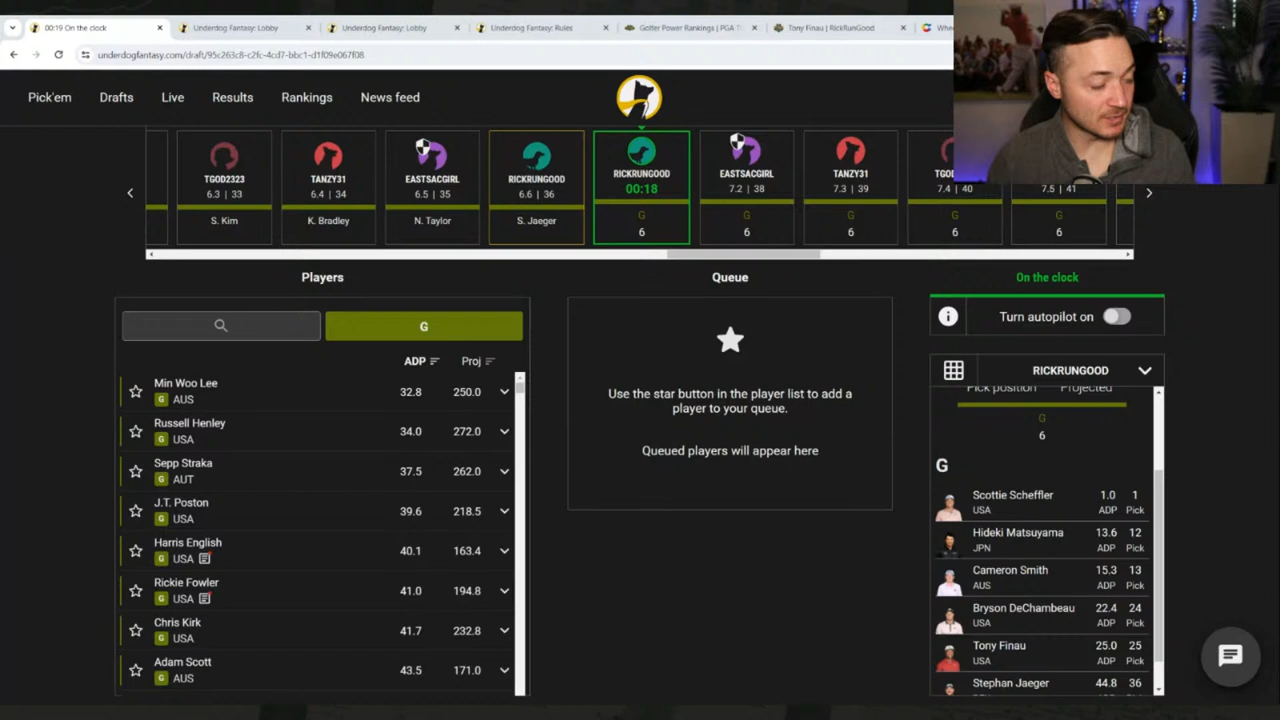 00:19 On the clock
Underdog Fantasy: Lobby
Underdog Fantasy: Lobby
Underdog Fantasy: Rules
Golfer Power Rankings | PGA T
Tony Finau | RickRunGood
underdogfantasy.com/draft/95c263c8-c2fc-4cd7-bbc1-d1f09e067f08
Pick'em Drafts Live Results Rankings News feed
TGOD2323
6.3 | 33
S. Kim
TANZY31
6.4 | 34
K. Bradley
EASTSACGIRL
6.5 | 35
N. Taylor
RICKRUNGOOD
6.6 | 36
S. Jaeger
RICKRUNGOOD
00:18
G
6
EASTSACGIRL
7.2 | 38
G
6
TANZY31
7.3 | 39
G
6
7.4 | 40
G
6
7.5 | 41
G
6
Players
G
ADP Proj
Min Woo Lee
G AUS
32.8 250.0
Russell Henley
G USA
34.0 272.0
Sepp Straka
G AUT
37.5 262.0
J.T. Poston
G USA
39.6 218.5
Harris English
G USA
40.1 163.4
Rickie Fowler
G USA
41.0 194.8
Chris Kirk
G USA
41.7 232.8
Adam Scott
G AUS
43.5 171.0
Queue
Use the star button in the player list to add a
player to your queue.
Queued players will appear here
On the clock
Turn autopilot on
RICKRUNGOOD
Pick position Projected
G
6
G
Scottie Scheffler 1.0 1
USA ADP Pick
Hideki Matsuyama 13.6 12
JPN ADP Pick
Cameron Smith 15.3 13
AUS ADP Pick
Bryson DeChambeau 22.4 24
USA ADP Pick
Tony Finau 25.0 25
USA ADP Pick
Stephan Jaeger 44.8 36